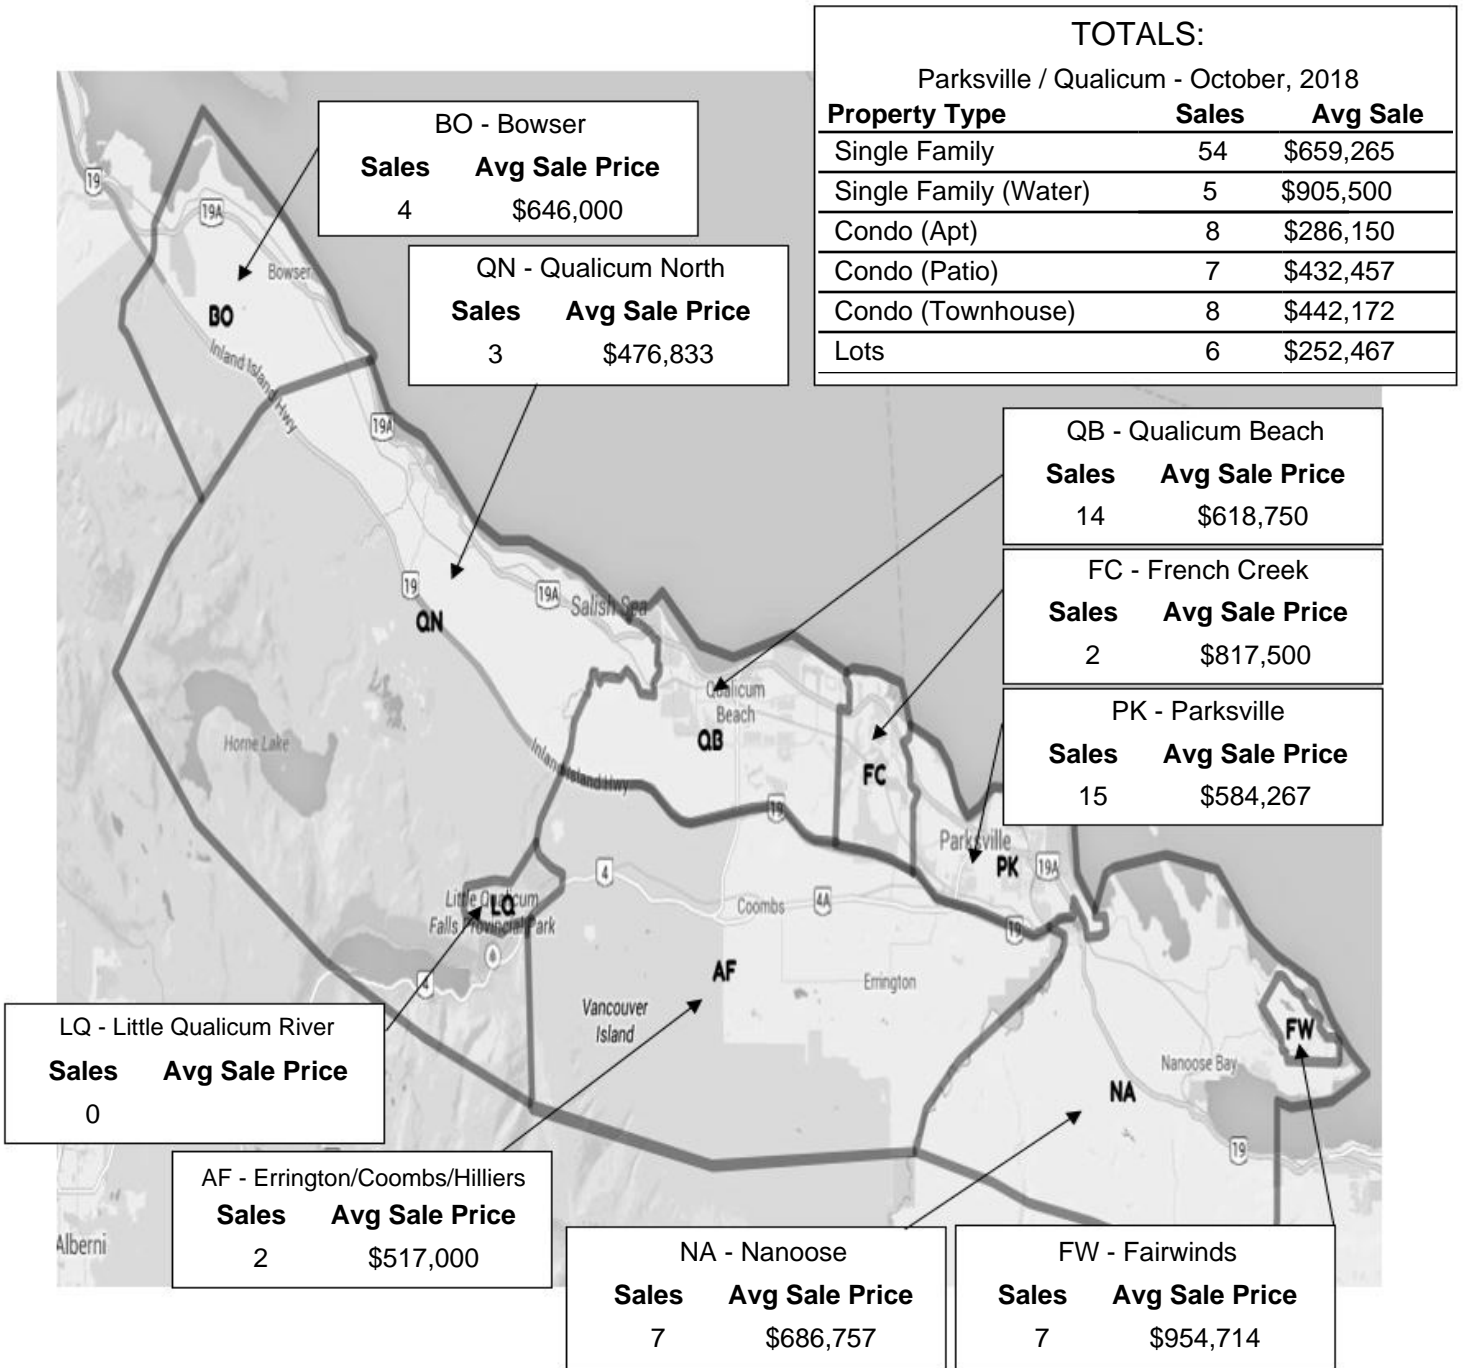 TOTALS:
Parksville / Qualicum - October, 2018
Property Type Sales Avg Sale
Single Family 54 $659,265
Single Family (Water) 5 $905,500
Condo (Apt) 8 $286,150
Condo (Patio) 7 $432,457
Condo (Townhouse) 8 $442,172
Lots 6 $252,467
BO - Bowser
Sales Avg Sale Price
4 $646,000
QN - Qualicum North
Sales Avg Sale Price
3 $476,833
QB - Qualicum Beach
Sales Avg Sale Price
14 $618,750
FC - French Creek
Sales Avg Sale Price
2 $817,500
PK - Parksville
Sales Avg Sale Price
15 $584,267
19
19A
Bowser
BO
Inland Island Hwy
19A
19
QN
19A
Salish Sea
Qualicum
Beach
QB
Horne Lake
Inland Island Hwy
FC
19
Parksville
PK
19A
4
Little Qualicum
Falls Provincial Park
LQ
Coombs
4A
19
4
AF
Errington
Vancouver
Island
FW
Nanoose Bay
NA
19
Alberni
LQ - Little Qualicum River
Sales Avg Sale Price
0
AF - Errington/Coombs/Hilliers
Sales Avg Sale Price
2 $517,000
NA - Nanoose
Sales Avg Sale Price
7 $686,757
FW - Fairwinds
Sales Avg Sale Price
7 $954,714